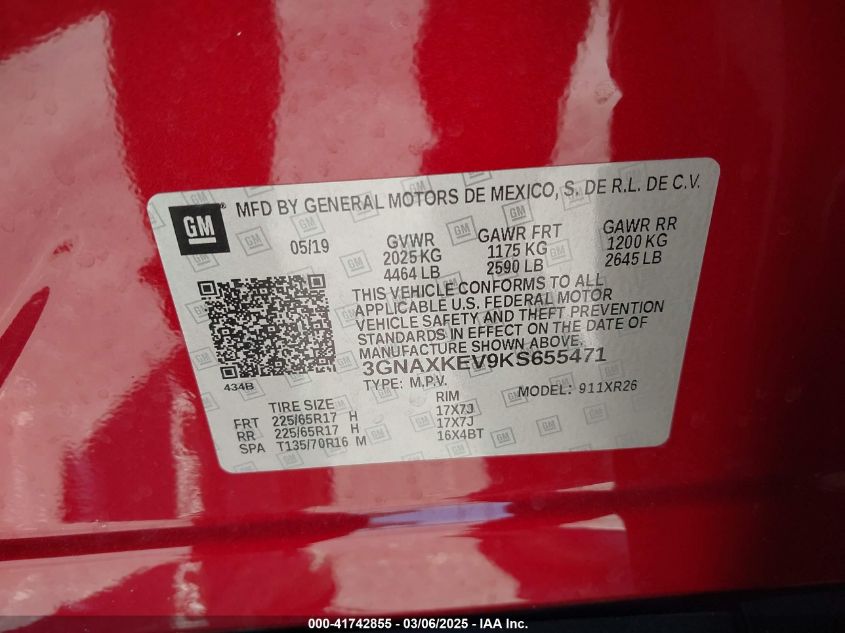 GM
MFD BY GENERAL MOTORS DE MEXICO, S. DE R.L. DE C.V.
05/19
GVWR
2025 KG
4464 LB
GAWR FRT
1175 KG
2590 LB
GAWR RR
1200 KG
2645 LB
THIS VEHICLE CONFORMS TO ALL
APPLICABLE U.S. FEDERAL MOTOR
VEHICLE SAFETY AND THEFT PREVENTION
STANDARDS IN EFFECT ON THE DATE OF
MANUFACTURE SHOWN ABOVE.
3GNAXKEV9KS655471
434B
TYPE: M.P.V.
MODEL: 911XR26
TIRE SIZE RIM
FRT 225/65R17 H 17X7J
RR 225/65R17 H 17X7J
SPA T135/70R16 M 16X4BT
000-41742855 - 03/06/2025 - IAA Inc.